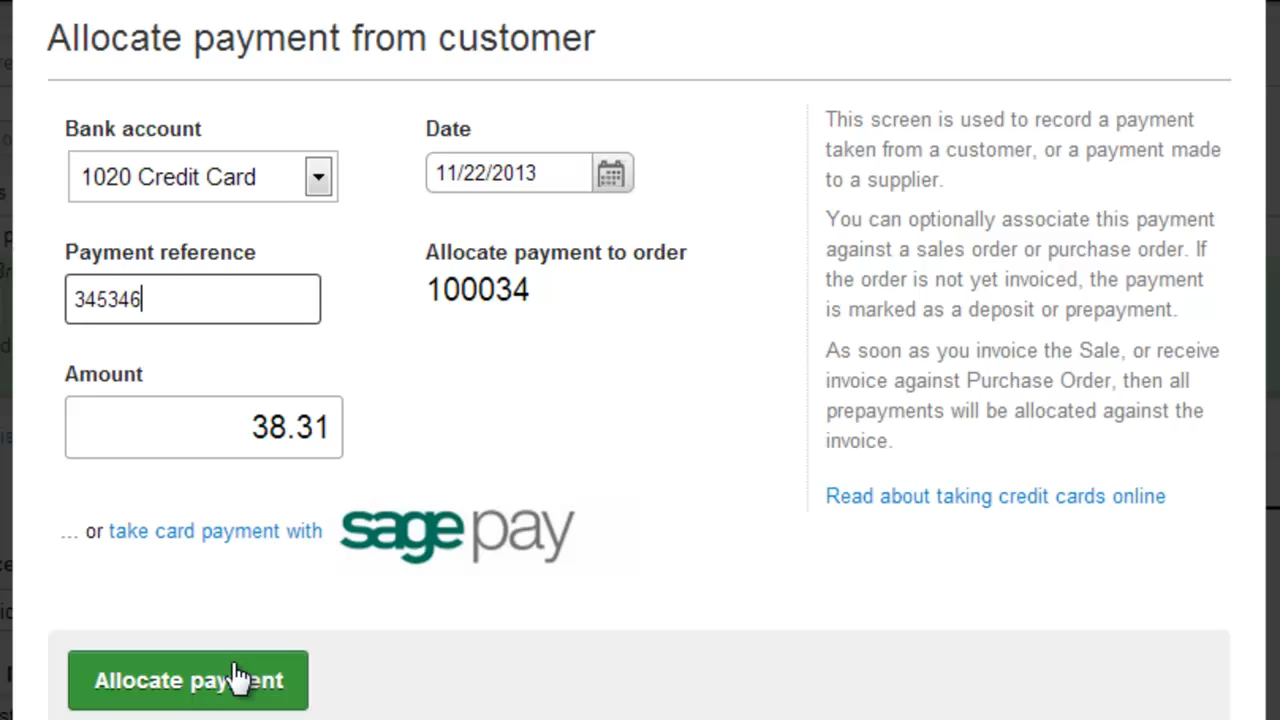 Allocate payment from customer
Bank account
Date
1020 Credit Card
11/22/2013
Payment reference
Allocate payment to order
345346
100034
Amount
38.31
... or take card payment with sage pay
Allocate payment
This screen is used to record a payment
taken from a customer, or a payment made
to a supplier.
You can optionally associate this payment
against a sales order or purchase order. If
the order is not yet invoiced, the payment
is marked as a deposit or prepayment.
As soon as you invoice the Sale, or receive
invoice against Purchase Order, then all
prepayments will be allocated against the
invoice.
Read about taking credit cards online